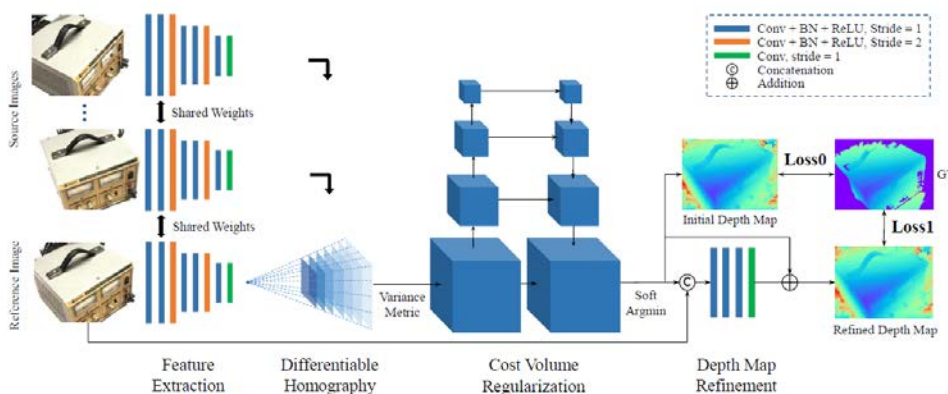 Conv + BN + ReLU, Stride = 1
Conv + BN + ReLU, Stride = 2
Conv, stride = 1
C
Concatenation
Addition
Source Images
Shared Weights
Shared Weights
Reference Image
Variance
Metric
Soft
Argmin
C
Initial Depth Map
Loss0
G
Loss1
Refined Depth Map
Feature
Extraction
Differentiable
Homography
Cost Volume
Regularization
Depth Map
Refinement